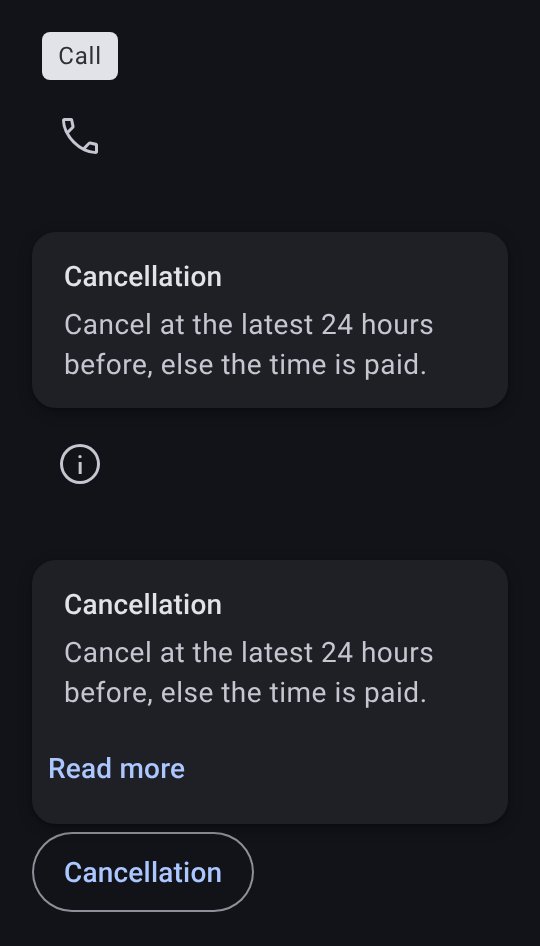 Call
Cancellation
Cancel at the latest 24 hours
before, else the time is paid.
Cancellation
Cancel at the latest 24 hours
before, else the time is paid.
Read more
Cancellation